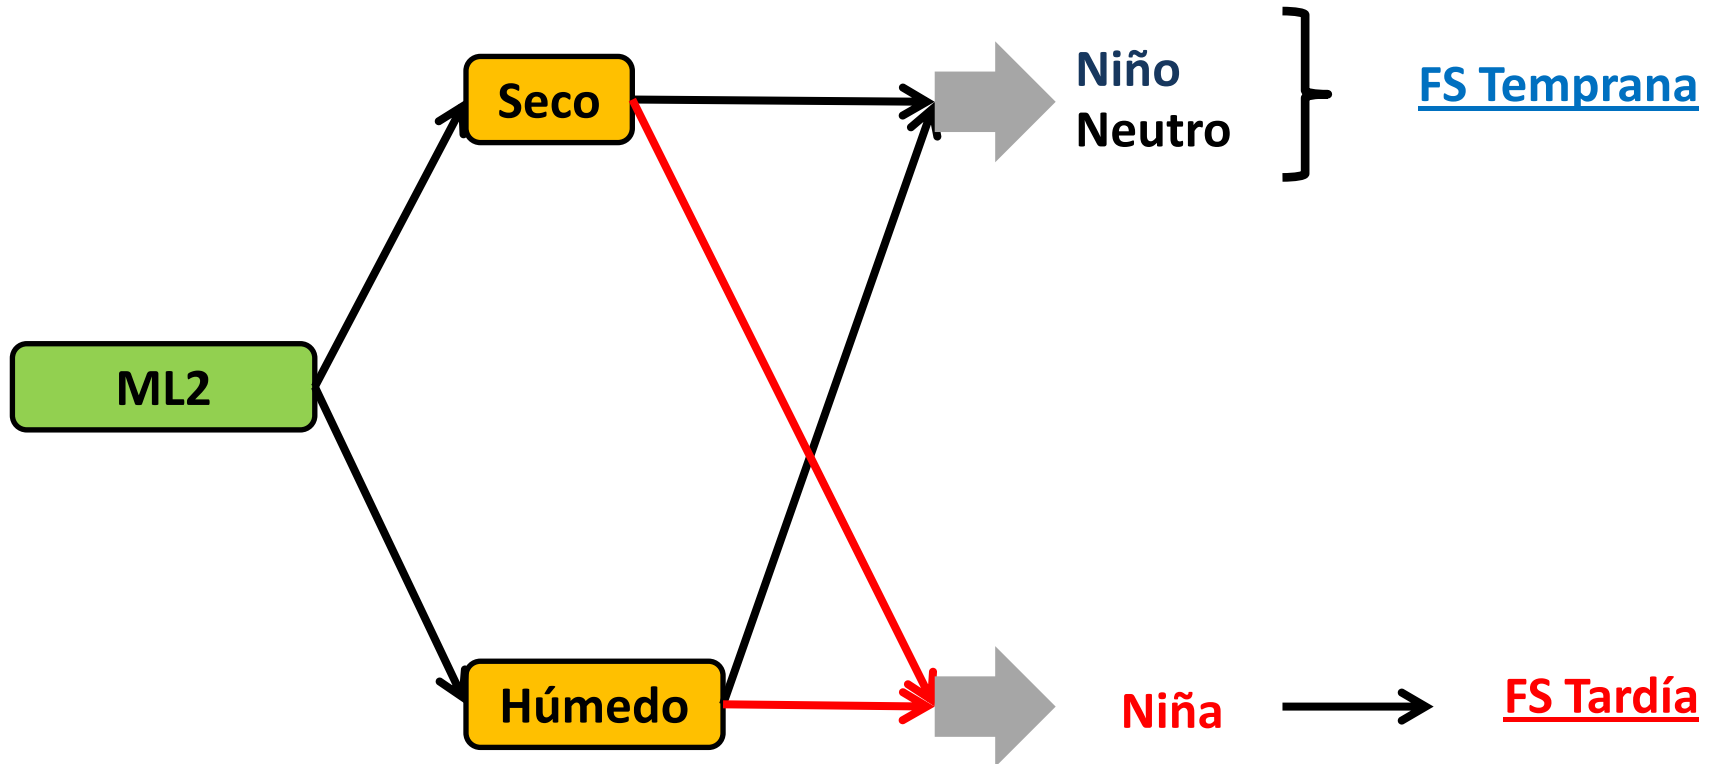 Seco
Niño
Neutro
FS Temprana
ML2
Húmedo
Niña
FS Tardía